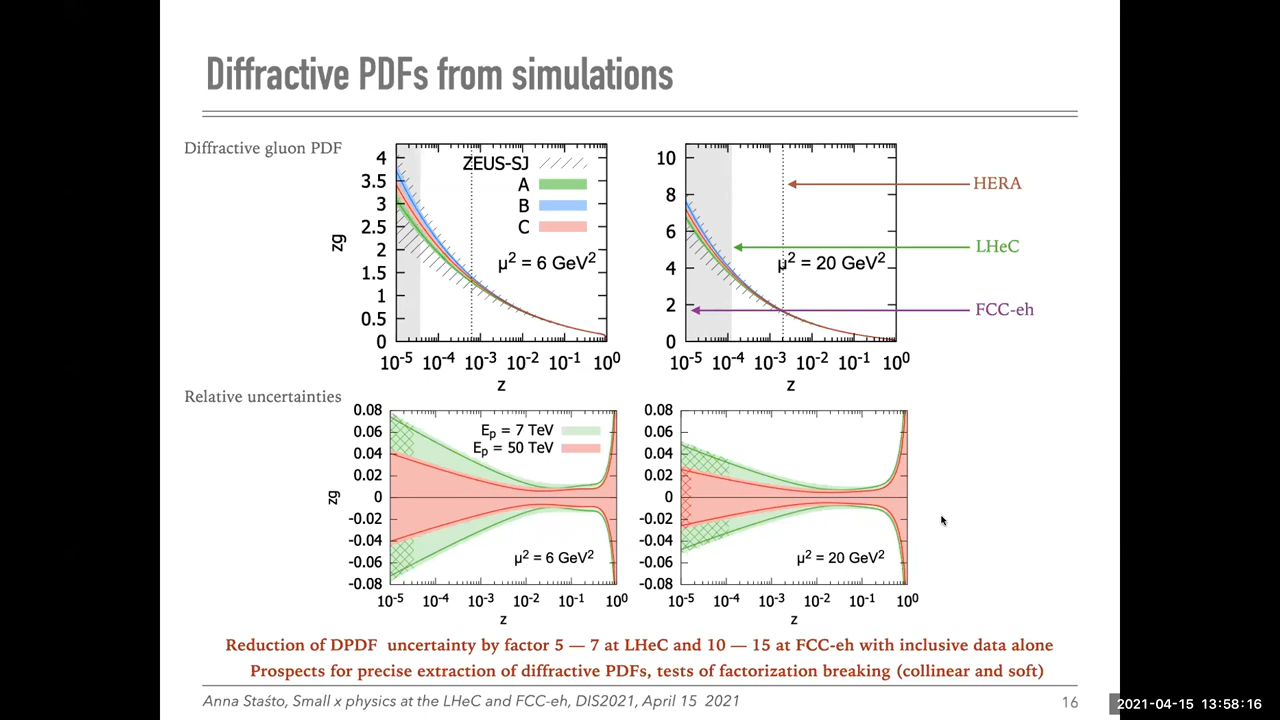 Diffractive PDFs from simulations
Diffractive gluon PDF
4
3.5
3
2.5
2
1.5
1
0.5
0
zg
ZEUS-SJ
A
B
C
μ² = 6 GeV²
10⁻⁵ 10⁻⁴ 10⁻³ 10⁻² 10⁻¹ 10⁰
z
10
8
6
4
2
0
μ² = 20 GeV²
10⁻⁵ 10⁻⁴ 10⁻³ 10⁻² 10⁻¹ 10⁰
z
HERA
LHeC
FCC-eh
Relative uncertainties
0.08
0.06
0.04
0.02
0
-0.02
-0.04
-0.06
-0.08
zg
Eₚ = 7 TeV
Eₚ = 50 TeV
μ² = 6 GeV²
10⁻⁵ 10⁻⁴ 10⁻³ 10⁻² 10⁻¹ 10⁰
z
0.08
0.06
0.04
0.02
0
-0.02
-0.04
-0.06
-0.08
μ² = 20 GeV²
10⁻⁵ 10⁻⁴ 10⁻³ 10⁻² 10⁻¹ 10⁰
z
Reduction of DPDF uncertainty by factor 5 — 7 at LHeC and 10 — 15 at FCC-eh with inclusive data alone
Prospects for precise extraction of diffractive PDFs, tests of factorization breaking (collinear and soft)
Anna Staśto, Small x physics at the LHeC and FCC-eh, DIS2021, April 15 2021
16
2021-04-15 13:58:16